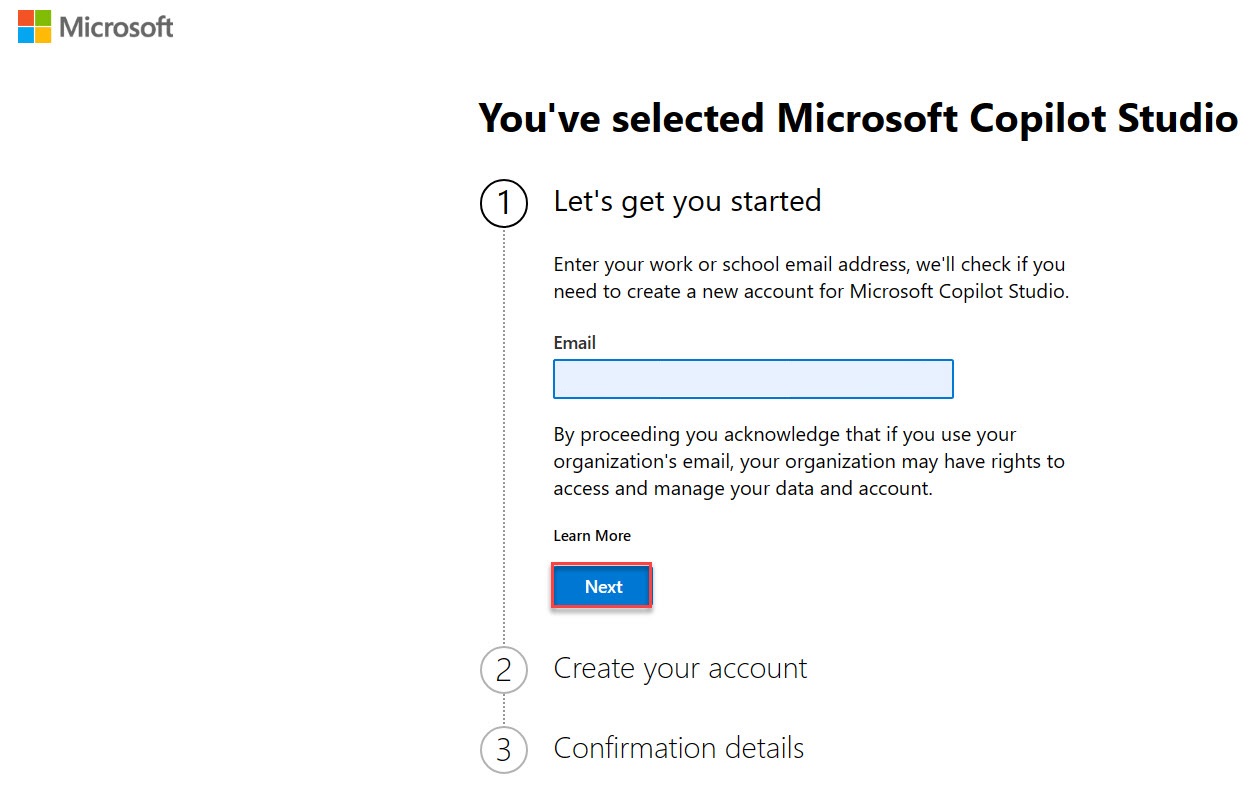 Microsoft
You've selected Microsoft Copilot Studio
1 Let's get you started
Enter your work or school email address, we'll check if you
need to create a new account for Microsoft Copilot Studio.
Email
By proceeding you acknowledge that if you use your
organization's email, your organization may have rights to
access and manage your data and account.
Learn More
Next
2 Create your account
3 Confirmation details